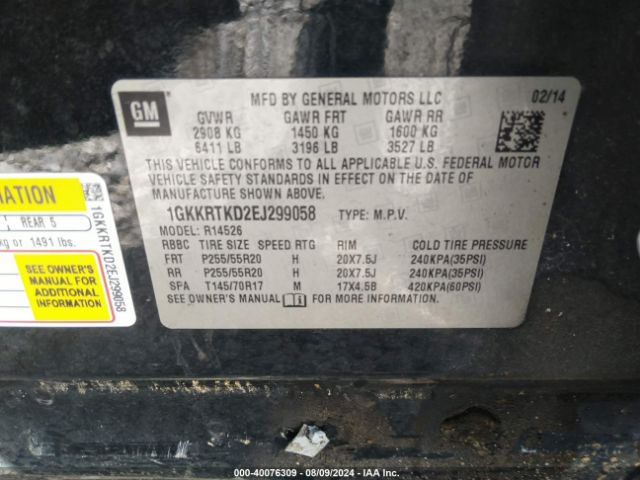 GM
MFD BY GENERAL MOTORS LLC 02/14
GVWR GAWR FRT GAWR RR
2908 KG 1450 KG 1600 KG
6411 LB 3196 LB 3527 LB
THIS VEHICLE CONFORMS TO ALL APPLICABLE U.S. FEDERAL MOTOR
VEHICLE SAFETY STANDARDS IN EFFECT ON THE DATE OF
MANUFACTURE SHOWN ABOVE.
1GKKRTKD2EJ299058 TYPE: M.P.V.
MODEL: R14526
RBBC TIRE SIZE SPEED RTG RIM COLD TIRE PRESSURE
FRT P255/55R20 H 20X7.5J 240KPA(35PSI)
RR P255/55R20 H 20X7.5J 240KPA(35PSI)
SPA T145/70R17 M 17X4.5B 420KPA(60PSI)
SEE OWNER'S MANUAL FOR MORE INFORMATION.
MATION
REAR 5
kg or 1491 lbs.
SEE OWNER'S
MANUAL FOR
ADDITIONAL
INFORMATION
1GKKRTKD2EJ299058
000-40076309 - 08/09/2024 - IAA Inc.